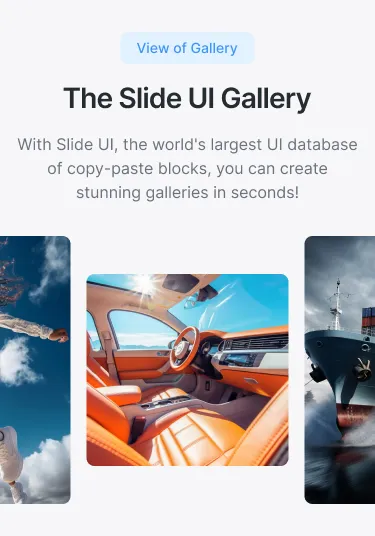 View of Gallery
The Slide UI Gallery
With Slide UI, the world's largest UI database
of copy-paste blocks, you can create
stunning galleries in seconds!